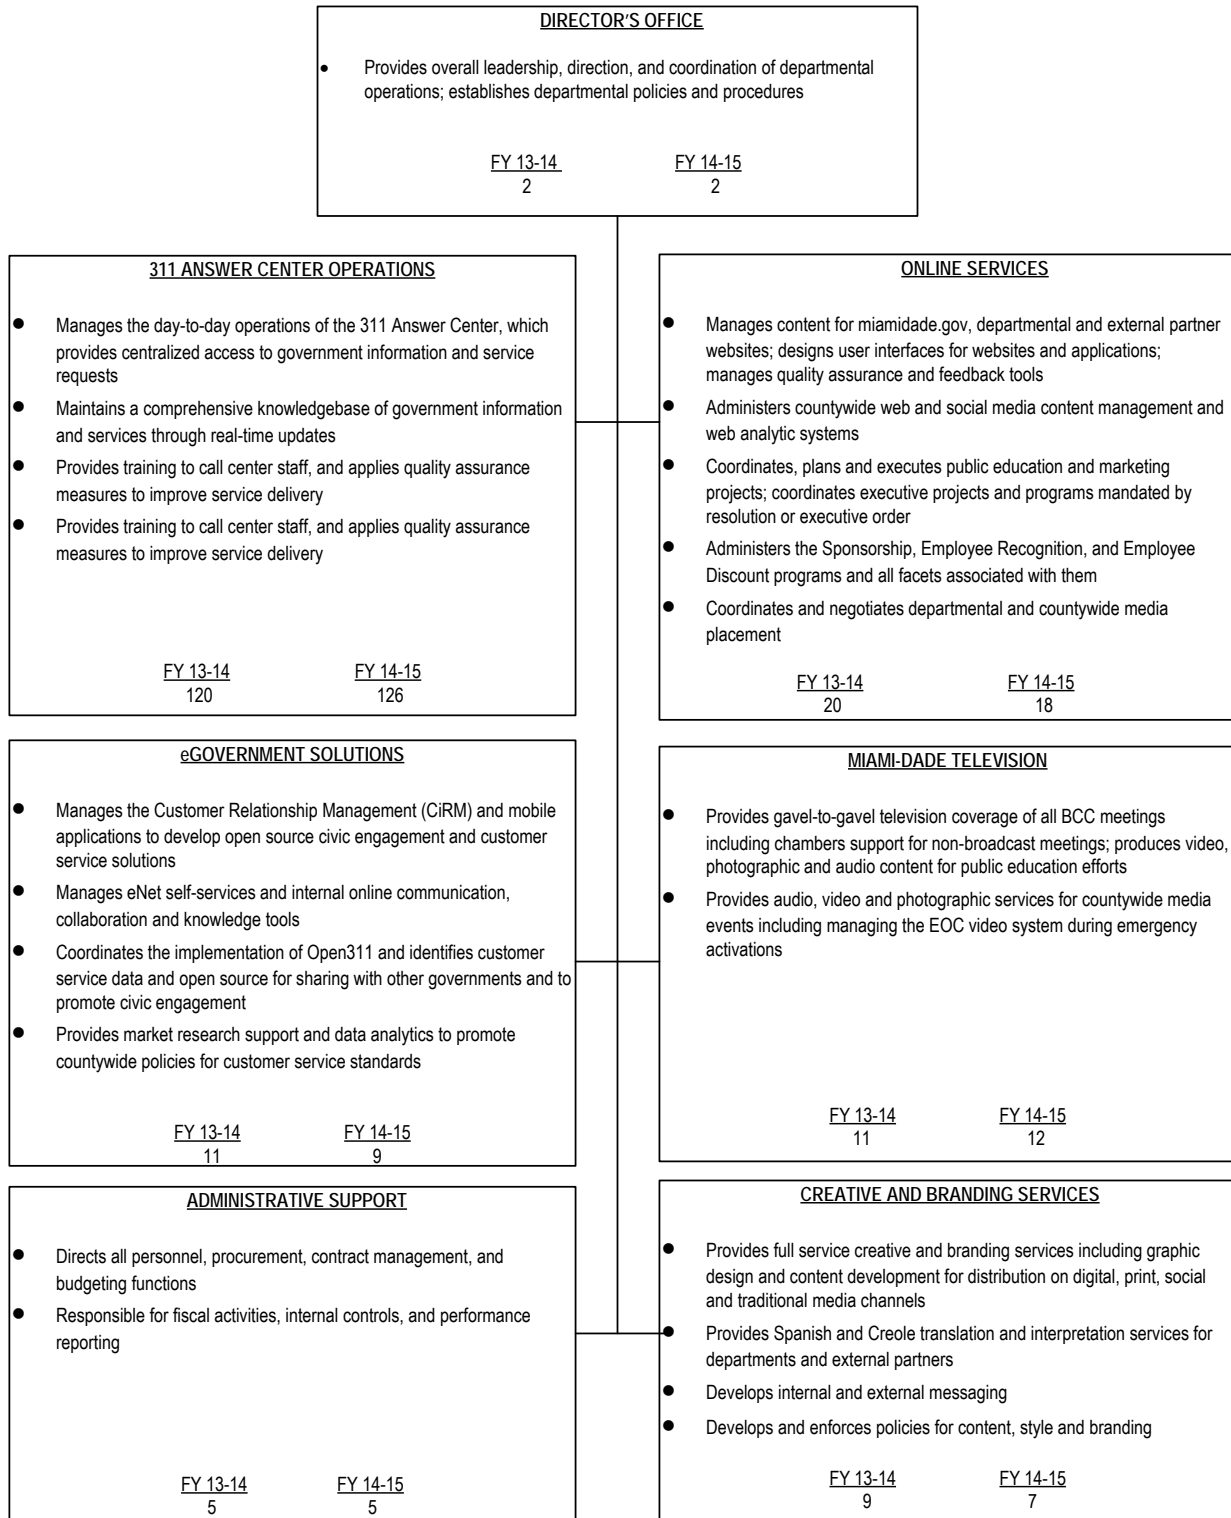 DIRECTOR'S OFFICE
• Provides overall leadership, direction, and coordination of departmental
operations; establishes departmental policies and procedures
FY 13-14 FY 14-15
2 2
311 ANSWER CENTER OPERATIONS
• Manages the day-to-day operations of the 311 Answer Center, which
provides centralized access to government information and service
requests
• Maintains a comprehensive knowledgebase of government information
and services through real-time updates
• Provides training to call center staff, and applies quality assurance
measures to improve service delivery
• Provides training to call center staff, and applies quality assurance
measures to improve service delivery
FY 13-14 FY 14-15
120 126
ONLINE SERVICES
• Manages content for miamidade.gov, departmental and external partner
websites; designs user interfaces for websites and applications;
manages quality assurance and feedback tools
• Administers countywide web and social media content management and
web analytic systems
• Coordinates, plans and executes public education and marketing
projects; coordinates executive projects and programs mandated by
resolution or executive order
• Administers the Sponsorship, Employee Recognition, and Employee
Discount programs and all facets associated with them
• Coordinates and negotiates departmental and countywide media
placement
FY 13-14 FY 14-15
20 18
eGOVERNMENT SOLUTIONS
• Manages the Customer Relationship Management (CiRM) and mobile
applications to develop open source civic engagement and customer
service solutions
• Manages eNet self-services and internal online communication,
collaboration and knowledge tools
• Coordinates the implementation of Open311 and identifies customer
service data and open source for sharing with other governments and to
promote civic engagement
• Provides market research support and data analytics to promote
countywide policies for customer service standards
FY 13-14 FY 14-15
11 9
MIAMI-DADE TELEVISION
• Provides gavel-to-gavel television coverage of all BCC meetings
including chambers support for non-broadcast meetings; produces video,
photographic and audio content for public education efforts
• Provides audio, video and photographic services for countywide media
events including managing the EOC video system during emergency
activations
FY 13-14 FY 14-15
11 12
ADMINISTRATIVE SUPPORT
• Directs all personnel, procurement, contract management, and
budgeting functions
• Responsible for fiscal activities, internal controls, and performance
reporting
FY 13-14 FY 14-15
5 5
CREATIVE AND BRANDING SERVICES
• Provides full service creative and branding services including graphic
design and content development for distribution on digital, print, social
and traditional media channels
• Provides Spanish and Creole translation and interpretation services for
departments and external partners
• Develops internal and external messaging
• Develops and enforces policies for content, style and branding
FY 13-14 FY 14-15
9 7